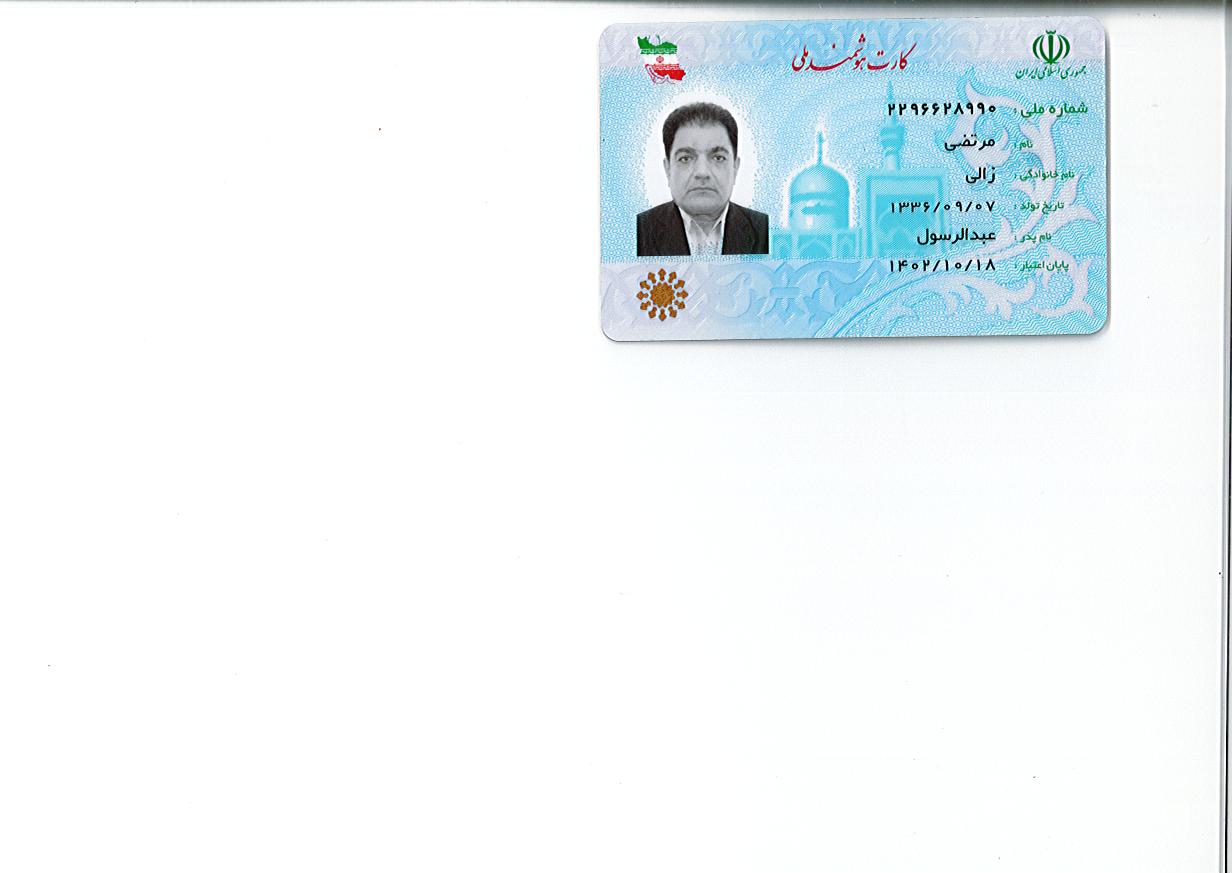 جمهوری اسلامی ایران
کارت هوشمند ملی
شماره ملی: ۲۲۹۶۶۲۸۹۹۰
نام: مرتضی
نام خانوادگی: زالی
تاریخ تولد: ۱۳۳۶/۰۹/۰۷
نام پدر: عبدالرسول
پایان اعتبار: ۱۴۰۲/۱۰/۱۸